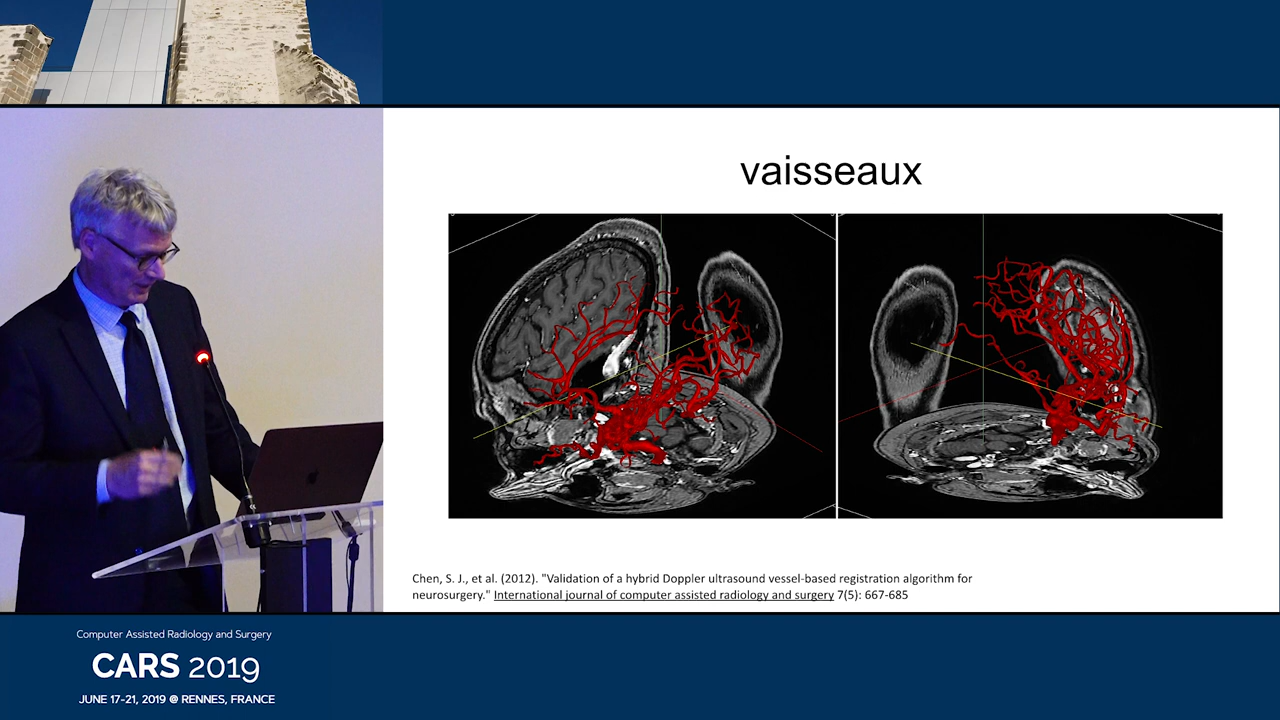 vaisseaux
Chen, S. J., et al. (2012). "Validation of a hybrid Doppler ultrasound vessel-based registration algorithm for
neurosurgery." International journal of computer assisted radiology and surgery 7(5): 667-685
Computer Assisted Radiology and Surgery
CARS 2019
JUNE 17-21, 2019 @ RENNES, FRANCE